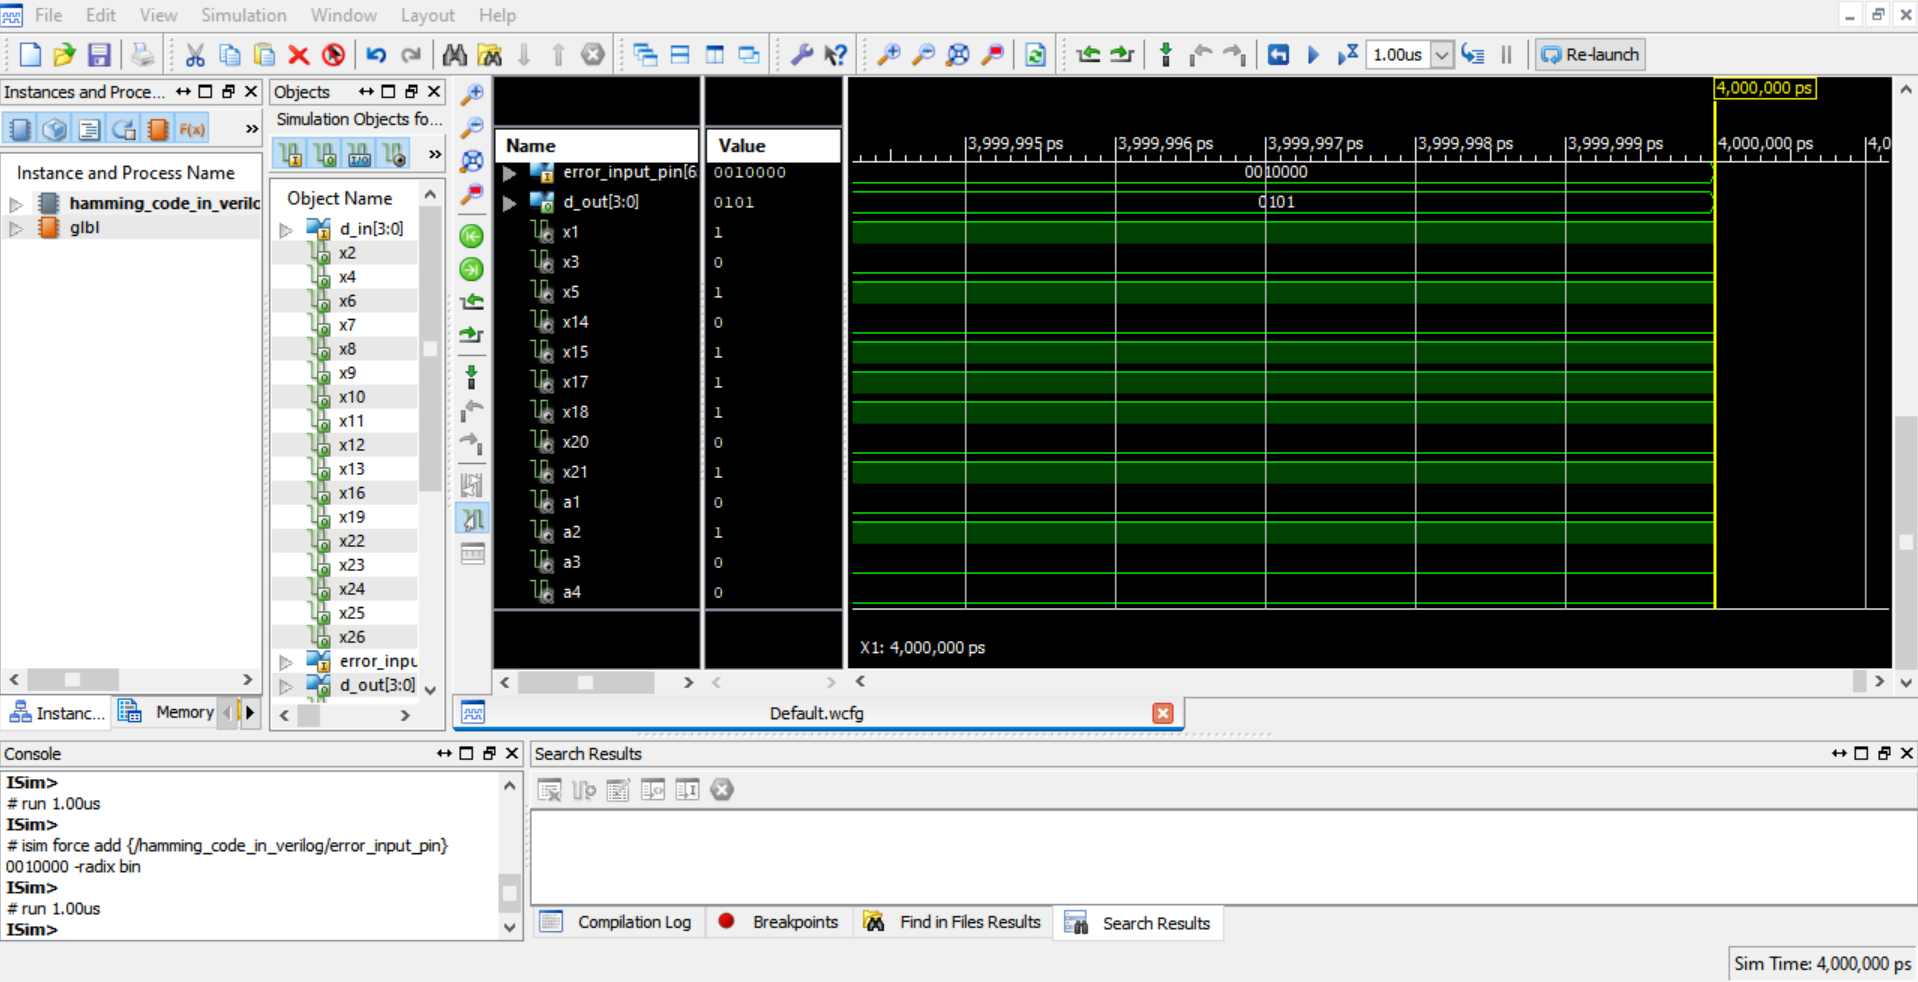 File Edit View Simulation Window Layout Help
1.00us
Re-launch
Instances and Proce...
F(x)
Instance and Process Name
hamming_code_in_verilo
glbl
Instanc...
Memory
Objects
Simulation Objects fo...
Object Name
d_in[3:0]
x2
x4
x6
x7
x8
x9
x10
x11
x12
x13
x16
x19
x22
x23
x24
x25
x26
error_inpu
d_out[3:0]
Name Value
error_input_pin[6 0010000
d_out[3:0] 0101
x1 1
x3 0
x5 1
x14 0
x15 1
x17 1
x18 1
x20 0
x21 1
a1 0
a2 1
a3 0
a4 0
4,000,000 ps
3,999,995 ps 3,999,996 ps 3,999,997 ps 3,999,998 ps 3,999,999 ps 4,000,000 ps 4,0
0010000
0101
X1: 4,000,000 ps
Default.wcfg
Console
ISim>
# run 1.00us
ISim>
# isim force add {/hamming_code_in_verilog/error_input_pin}
0010000 -radix bin
ISim>
# run 1.00us
ISim>
Search Results
Compilation Log Breakpoints Find in Files Results Search Results
Sim Time: 4,000,000 ps